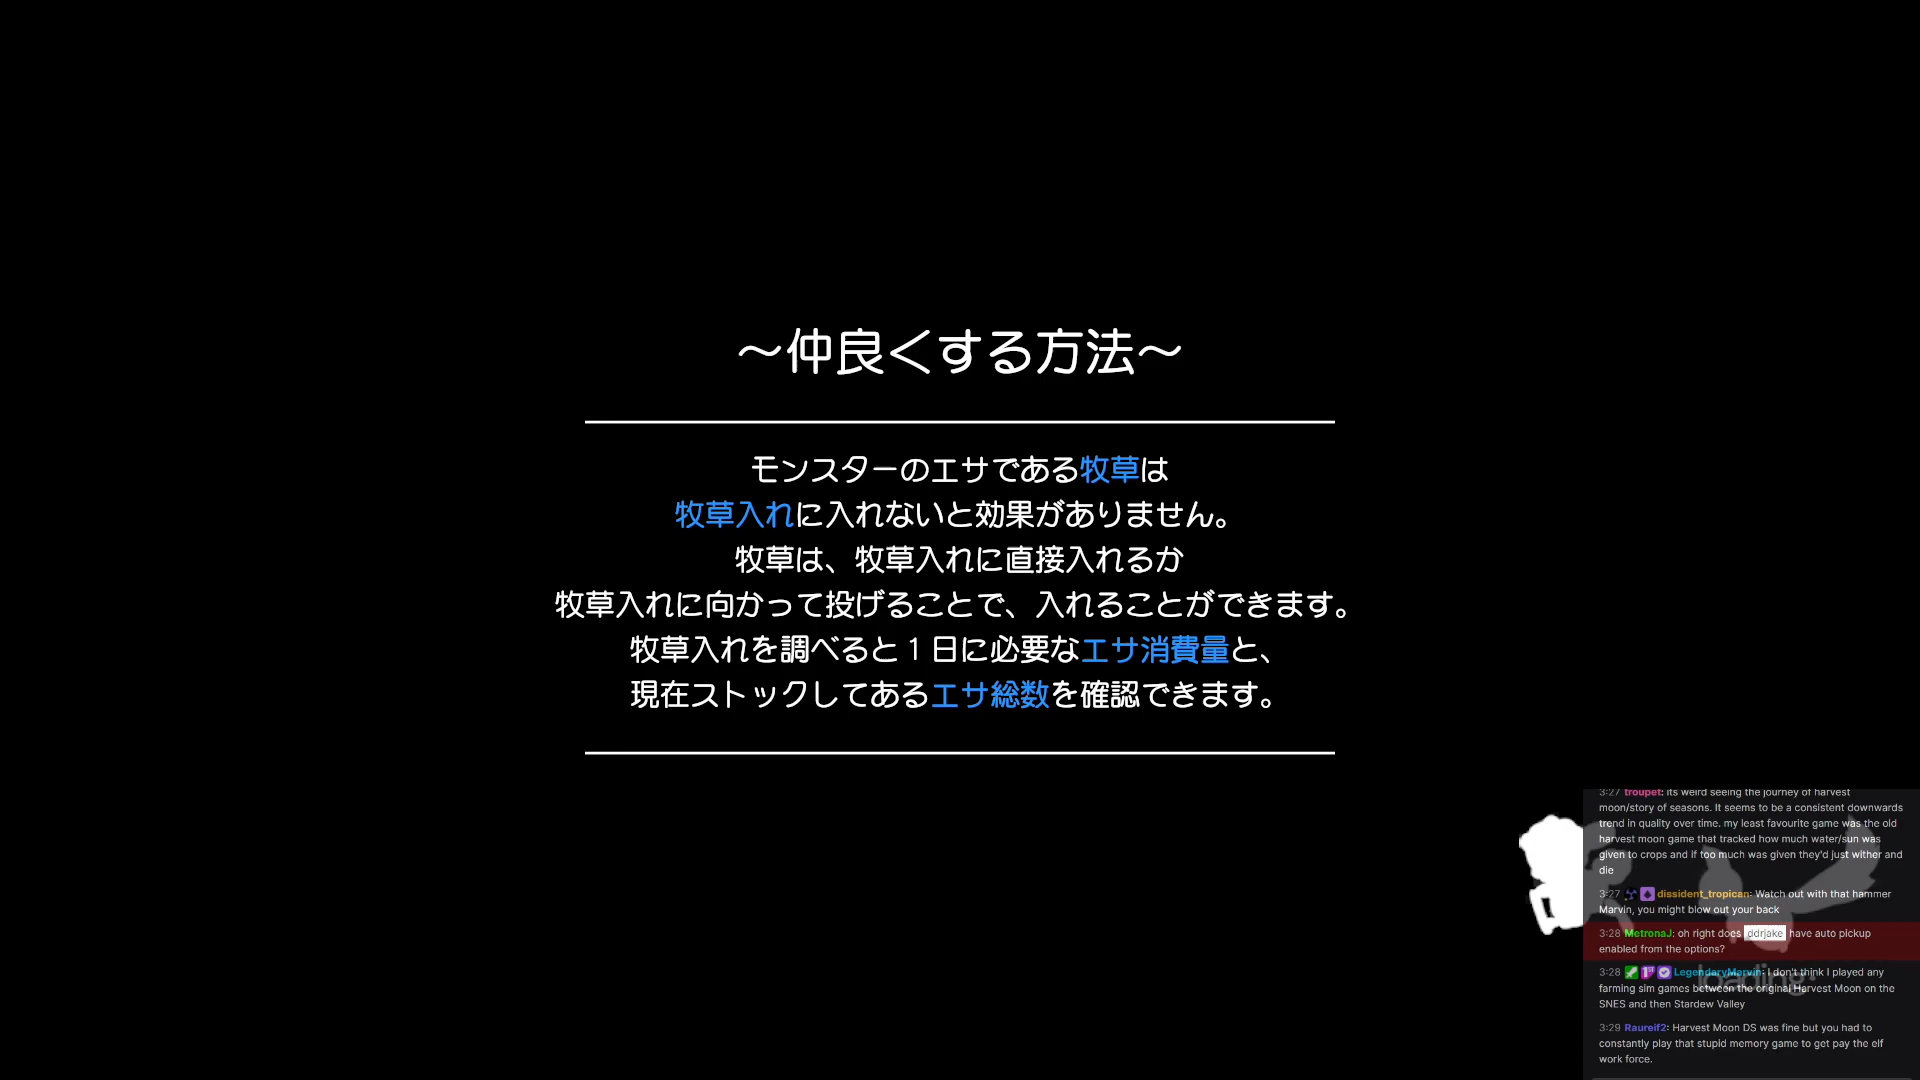 ～仲良くする方法～
モンスターのエサである牧草は
牧草入れに入れないと効果がありません。
牧草は、牧草入れに直接入れるか
牧草入れに向かって投げることで、入れることができます。
牧草入れを調べると１日に必要なエサ消費量と、
現在ストックしてあるエサ総数を確認できます。
3:27 troupet: its weird seeing the journey of harvest
moon/story of seasons. It seems to be a consistent downwards
trend in quality over time. my least favourite game was the old
harvest moon game that tracked how much water/sun was
given to crops and if too much was given they'd just wither and
die
3:27 dissident_tropican: Watch out with that hammer
Marvin, you might blow out your back
3:28 MetronaJ: oh right does ddrjake have auto pickup
enabled from the options?
3:28 LegendaryMarvin: I don't think I played any
farming sim games between the original Harvest Moon on the
SNES and then Stardew Valley
3:29 Raureif2: Harvest Moon DS was fine but you had to
constantly play that stupid memory game to get pay the elf
work force.
loading